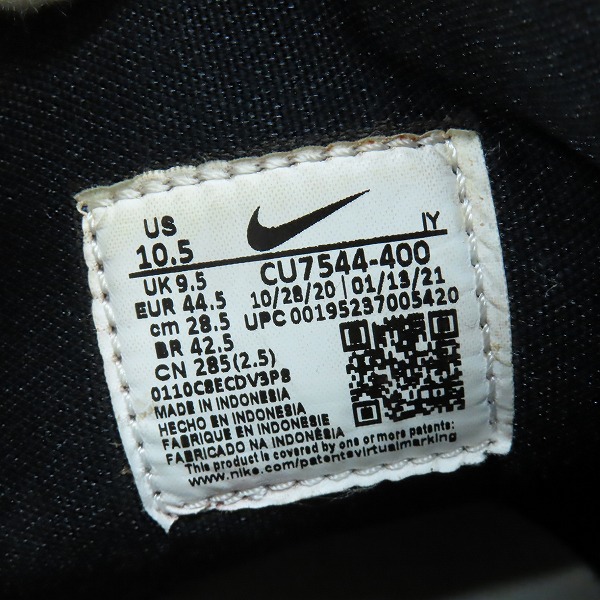 US
10.5
IY
UK 9.5
CU7544-400
EUR 44.5
10/28/20 | 01/13/21
cm 28.5
UPC 00195237005420
BR 42.5
CN 285(2.5)
0110C8ECDV3P8
MADE IN INDONESIA
HECHO EN INDONESIA
FABRIQUE EN INDONESIE
FABRICADO NA INDONÉSIA
This product is covered by one or more patents:
www.nike.com/patentsvirtualmarking